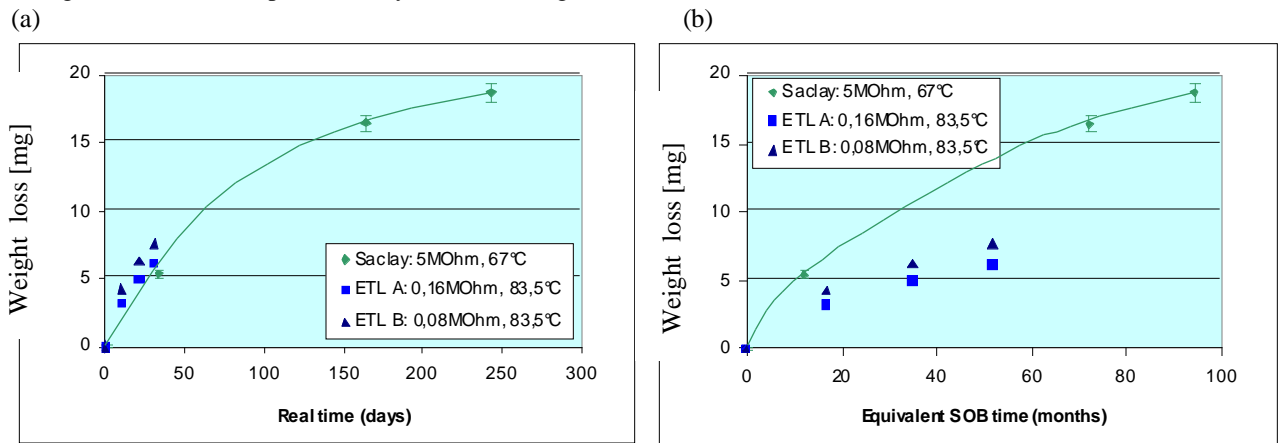 (a)
(b)
Weight loss [mg]
20
15
10
5
0
Saclay: 5MOhm, 67°C
ETL A: 0,16MOhm, 83,5°C
ETL B: 0,08MOhm, 83,5°C
0
50
100
150
200
250
300
Real time (days)
Weight loss [mg]
20
15
10
5
0
Saclay: 5MOhm, 67°C
ETL A: 0,16MOhm, 83,5°C
ETL B: 0,08MOhm, 83,5°C
0
20
40
60
80
100
Equivalent SOB time (months)